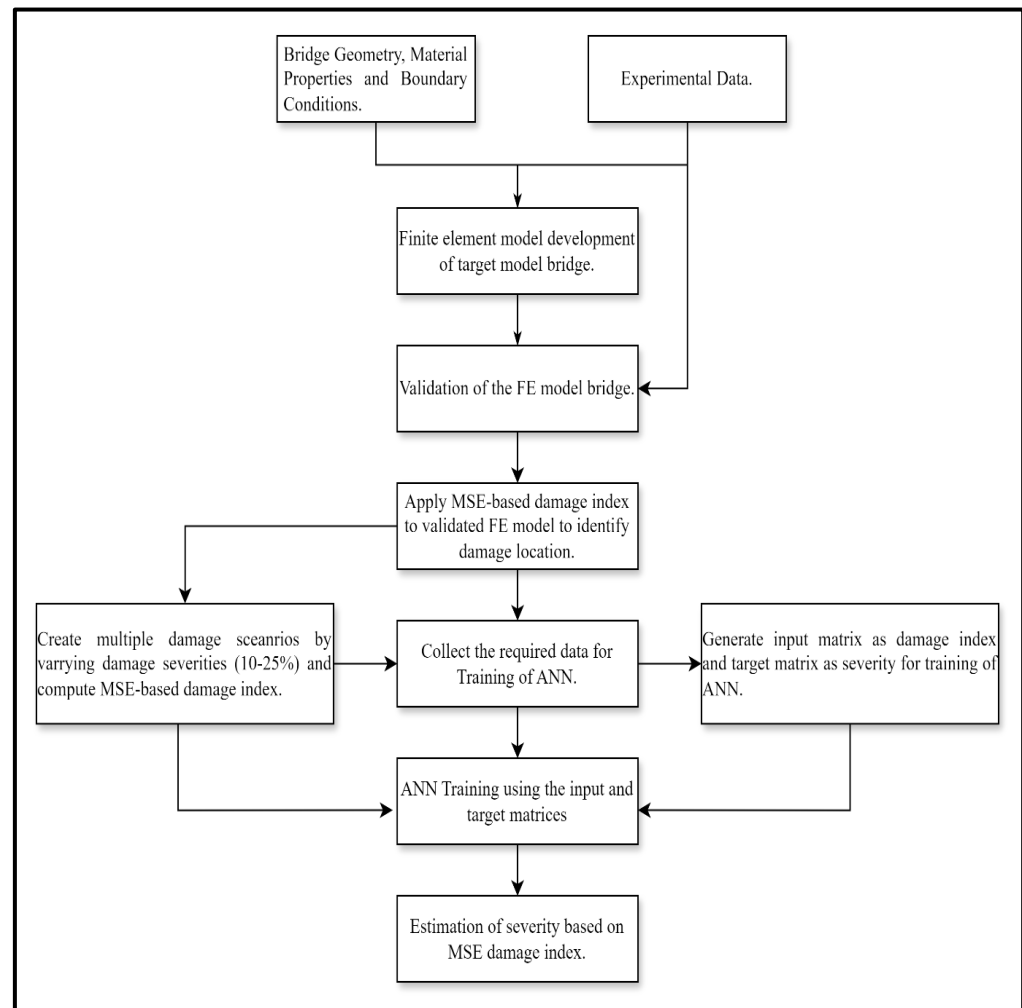 Bridge Geometry, Material
Properties and Boundary
Conditions.
Experimental Data.
Finite element model development
of target model bridge.
Validation of the FE model bridge.
Apply MSE-based damage index
to validated FE model to identify
damage location.
Create multiple damage sceanrios by
varrying damage severities (10-25%) and
compute MSE-based damage index.
Collect the required data for
Training of ANN.
Generate input matrix as damage index
and target matrix as severity for training of
ANN.
ANN Training using the input and
target matrices
Estimation of severity based on
MSE damage index.